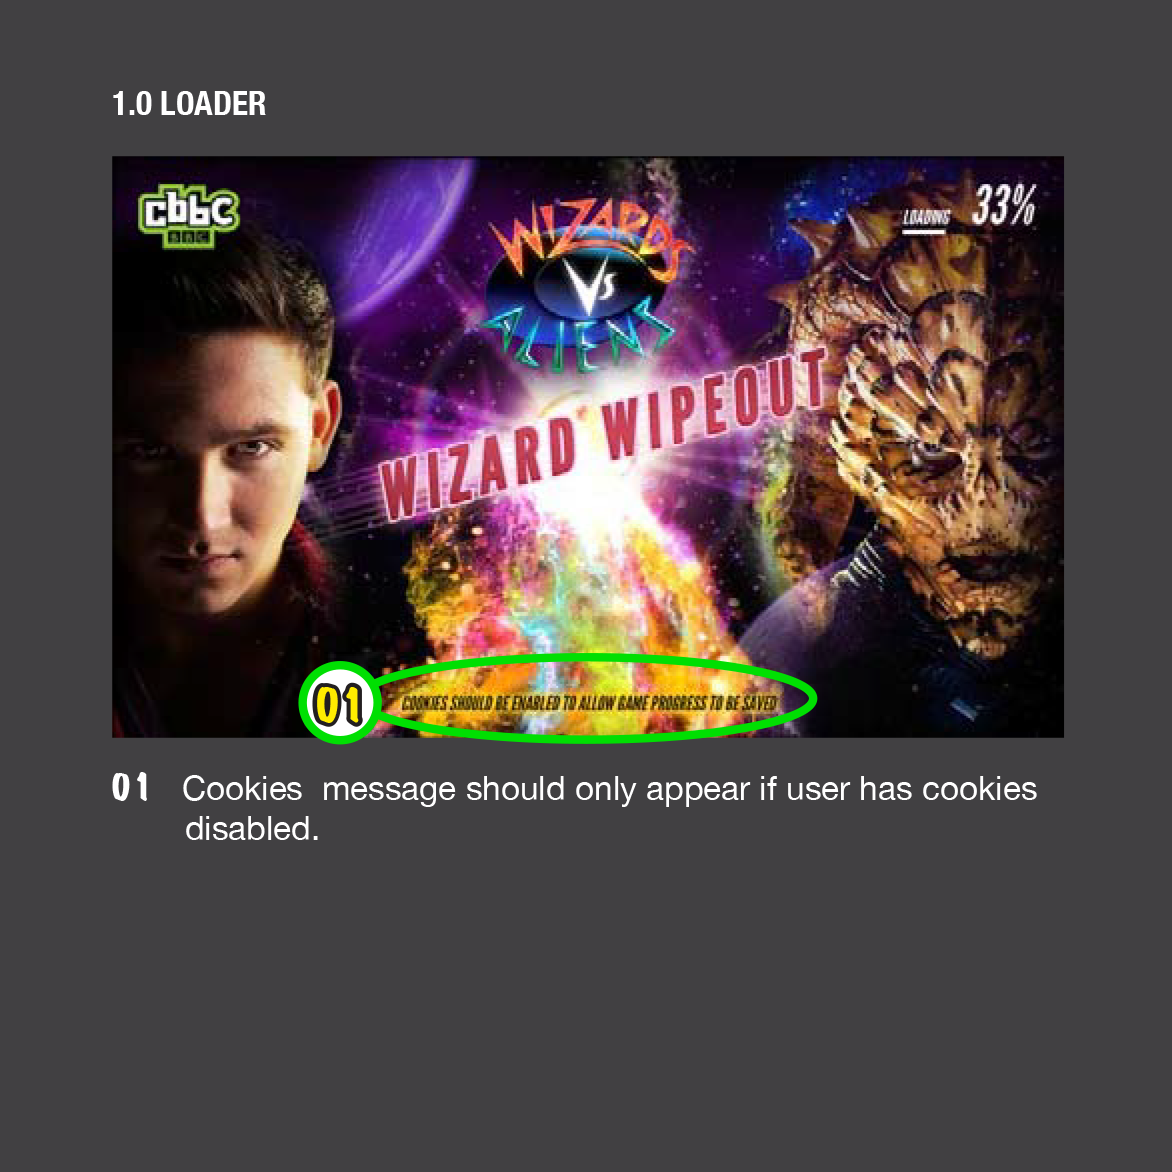 1.0 LOADER
cbbc
BBC
LOADING 33%
WIZARDS
Vs
ALIENS
WIZARD WIPEOUT
01 COOKIES SHOULD BE ENABLED TO ALLOW GAME PROGRESS TO BE SAVED
01 Cookies message should only appear if user has cookies
disabled.